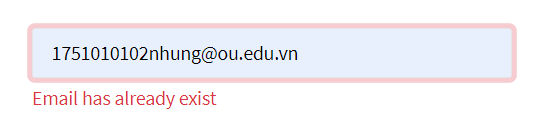 1751010102nhung@ou.edu.vn
Email has already exist